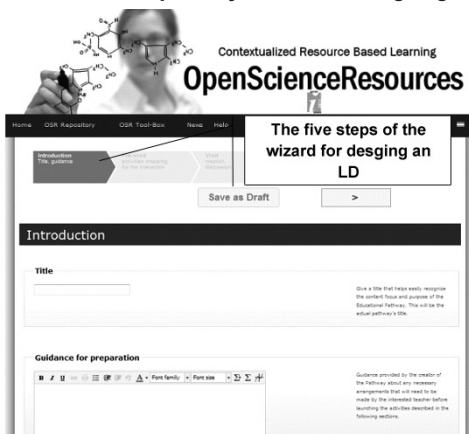 Contextualized Resource Based Learning
OpenScienceResources
Home OSR Repository OSR Tool-Box News Help
The five steps of the
wizard for desging an
LD
Introduction
Title, guidance
Save as Draft >
Introduction
Title
Give a title that helps easily recognize
the content focus and purpose of the
Educational Pathway. This will be the
actual pathway's title.
Guidance for preparation
B I U A Font family Font size Σ Σ
Guidance provided by the creator of
the Pathway about any necessary
arrangements that will need to be
made by the interested teacher before
launching the activities described in the
following sections.